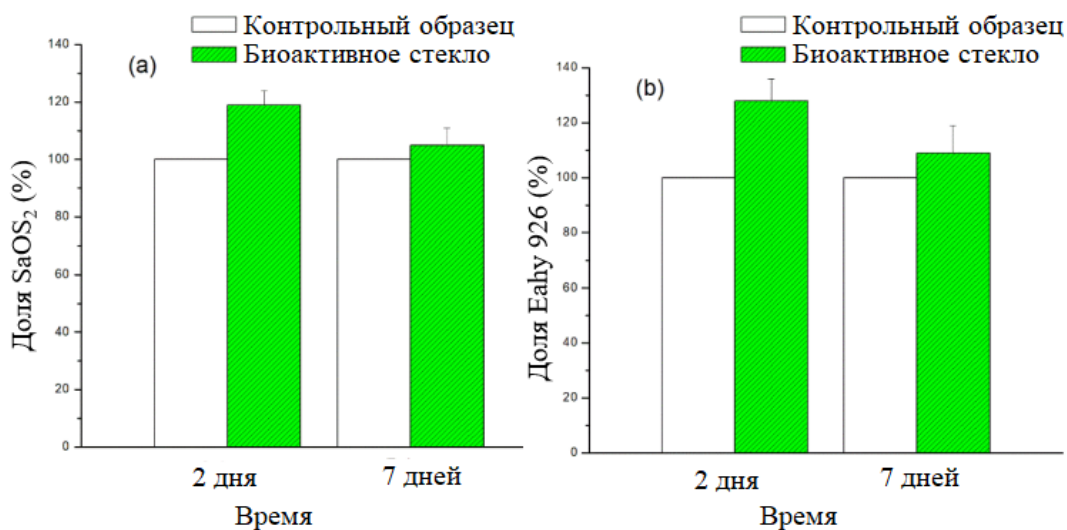 Контрольный образец
Биоактивное стекло
(a)
140
120
100
80
60
40
20
0
Доля SaOS₂ (%)
2 дня
7 дней
Время
Контрольный образец
Биоактивное стекло
(b)
140
120
100
80
60
40
20
0
Доля Eahy 926 (%)
2 дня
7 дней
Время